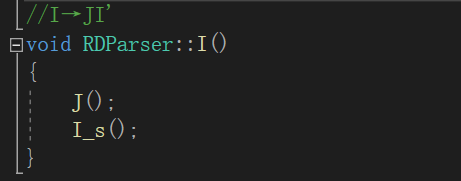 //I→JI'
void RDParser::I()
{
J();
I_s();
}